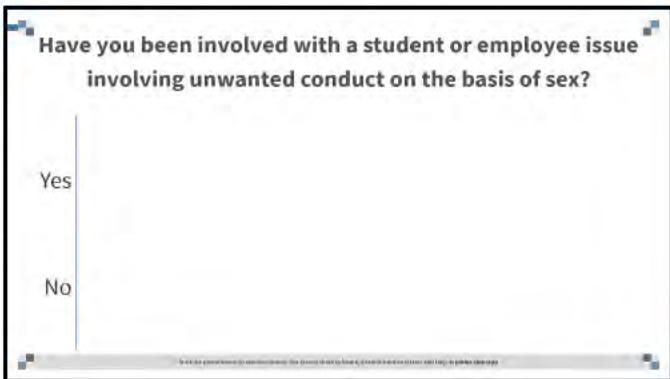 Have you been involved with a student or employee issue
involving unwanted conduct on the basis of sex?
Yes
No